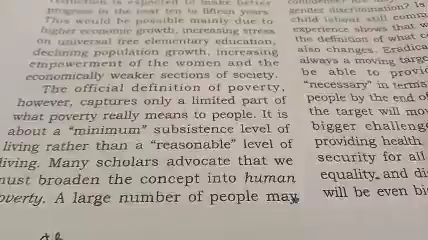 reduction is expected to make better
progress in the next ten to fifteen years.
This would be possible mainly due to
higher economic growth, increasing stress
on universal free elementary education,
declining population growth, increasing
empowerment of the women and the
economically weaker sections of society.
The official definition of poverty,
however, captures only a limited part of
what poverty really means to people. It is
about a “minimum” subsistence level of
living rather than a “reasonable” level of
living. Many scholars advocate that we
must broaden the concept into human
poverty. A large number of people may
gender discrimination? Is
child labour still comm
experience shows that w
the definition of what co
also changes. Eradica
always a moving targe
be able to provid
“necessary” in terms
people by the end of
the target will mov
bigger challeng
providing health
security for all
equality and di
will be even bi